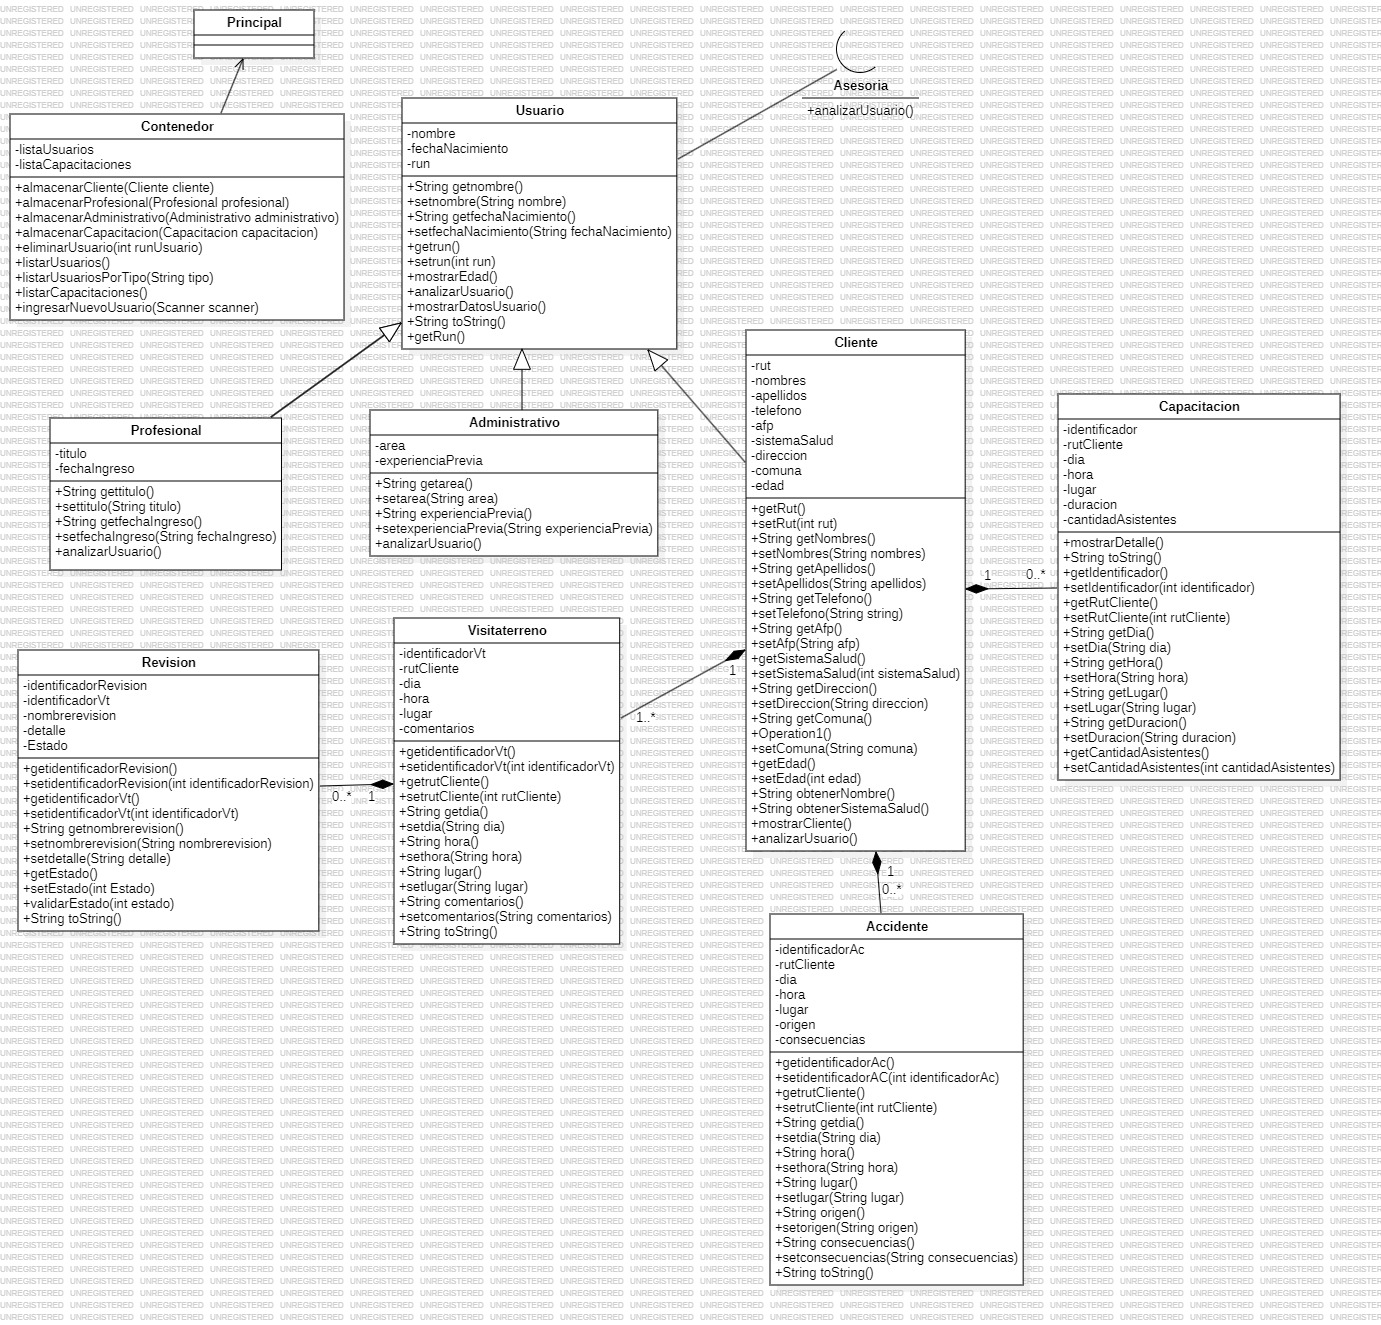 Principal
Contenedor
-listaUsuarios
-listaCapacitaciones
+almacenarCliente(Cliente cliente)
+almacenarProfesional(Profesional profesional)
+almacenarAdministrativo(Administrativo administrativo)
+almacenarCapacitacion(Capacitacion capacitacion)
+eliminarUsuario(int runUsuario)
+listarUsuarios()
+listarUsuariosPorTipo(String tipo)
+listarCapacitaciones()
+ingresarNuevoUsuario(Scanner scanner)
Usuario
-nombre
-fechaNacimiento
-run
+String getnombre()
+setnombre(String nombre)
+String getfechaNacimiento()
+setfechaNacimiento(String fechaNacimiento)
+getrun()
+setrun(int run)
+mostrarEdad()
+analizarUsuario()
+mostrarDatosUsuario()
+String toString()
+getRun()
Asesoria
+analizarUsuario()
Profesional
-titulo
-fechaIngreso
+String gettitulo()
+settitulo(String titulo)
+String getfechaIngreso()
+setfechaIngreso(String fechaIngreso)
+analizarUsuario()
Administrativo
-area
-experienciaPrevia
+String getarea()
+setarea(String area)
+String experienciaPrevia()
+setexperienciaPrevia(String experienciaPrevia)
+analizarUsuario()
Cliente
-rut
-nombres
-apellidos
-telefono
-afp
-sistemaSalud
-direccion
-comuna
-edad
+getRut()
+setRut(int rut)
+String getNombres()
+setNombres(String nombres)
+String getApellidos()
+setApellidos(String apellidos)
+String getTelefono()
+setTelefono(String string)
+String getAfp()
+setAfp(String afp)
+getSistemaSalud()
+setSistemaSalud(int sistemaSalud)
+String getDireccion()
+setDireccion(String direccion)
+String getComuna()
+Operation1()
+setComuna(String comuna)
+getEdad()
+setEdad(int edad)
+String obtenerNombre()
+String obtenerSistemaSalud()
+mostrarCliente()
+analizarUsuario()
1 0..*
Capacitacion
-identificador
-rutCliente
-dia
-hora
-lugar
-duracion
-cantidadAsistentes
+mostrarDetalle()
+String toString()
+getIdentificador()
+setIdentificador(int identificador)
+getRutCliente()
+setRutCliente(int rutCliente)
+String getDia()
+setDia(String dia)
+String getHora()
+setHora(String hora)
+String getLugar()
+setLugar(String lugar)
+String getDuracion()
+setDuracion(String duracion)
+getCantidadAsistentes()
+setCantidadAsistentes(int cantidadAsistentes)
Revision
-identificadorRevision
-identificadorVt
-nombrerevision
-detalle
-Estado
+getidentificadorRevision()
+setidentificadorRevision(int identificadorRevision)
+getidentificadorVt()
+setidentificadorVt(int identificadorVt)
+String getnombrerevision()
+setnombrerevision(String nombrerevision)
+setdetalle(String detalle)
+getEstado()
+setEstado(int Estado)
+validarEstado(int estado)
+String toString()
0..* 1
Visitaterreno
-identificadorVt
-rutCliente
-dia
-hora
-lugar
-comentarios
+getidentificadorVt()
+setidentificadorVt(int identificadorVt)
+getrutCliente()
+setrutCliente(int rutCliente)
+String getdia()
+setdia(String dia)
+String hora()
+sethora(String hora)
+String lugar()
+setlugar(String lugar)
+String comentarios()
+setcomentarios(String comentarios)
+String toString()
1
1..*
1
0..*
Accidente
-identificadorAc
-rutCliente
-dia
-hora
-lugar
-origen
-consecuencias
+getidentificadorAc()
+setidentificadorAC(int identificadorAc)
+getrutCliente()
+setrutCliente(int rutCliente)
+String getdia()
+setdia(String dia)
+String hora()
+sethora(String hora)
+String lugar()
+setlugar(String lugar)
+String origen()
+setorigen(String origen)
+String consecuencias()
+setconsecuencias(String consecuencias)
+String toString()
UNREGISTERED